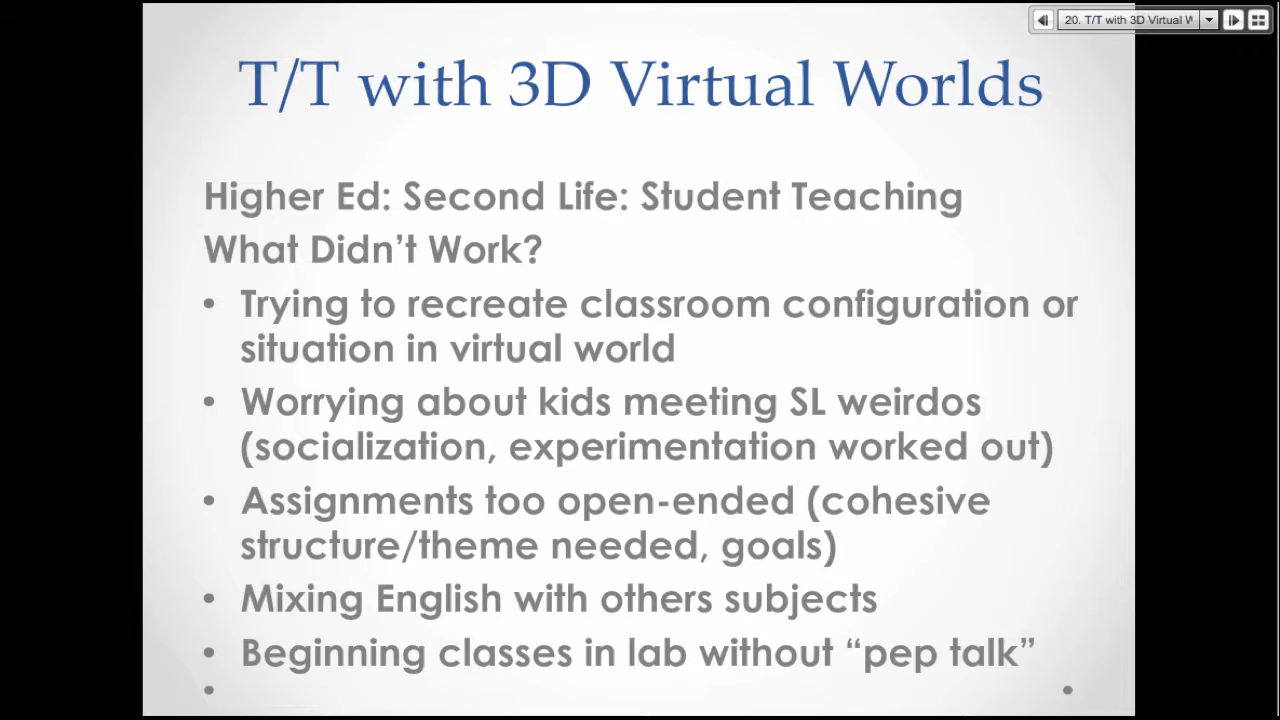 20. T/T with 3D Virtual W
T/T with 3D Virtual Worlds
Higher Ed: Second Life: Student Teaching
What Didn’t Work?
• Trying to recreate classroom configuration or
situation in virtual world
• Worrying about kids meeting SL weirdos
(socialization, experimentation worked out)
• Assignments too open-ended (cohesive
structure/theme needed, goals)
• Mixing English with others subjects
• Beginning classes in lab without “pep talk”